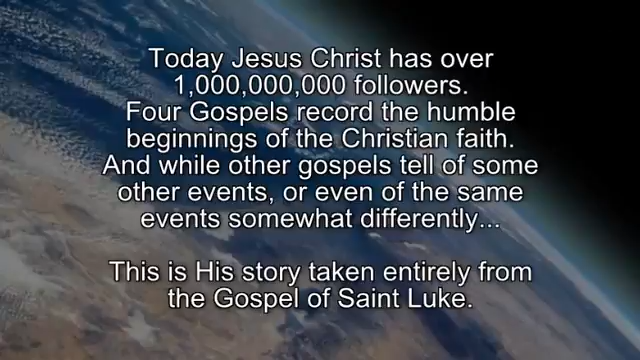 Today Jesus Christ has over
1,000,000,000 followers.
Four Gospels record the humble
beginnings of the Christian faith.
And while other gospels tell of some
other events, or even of the same
events somewhat differently...
This is His story taken entirely from
the Gospel of Saint Luke.